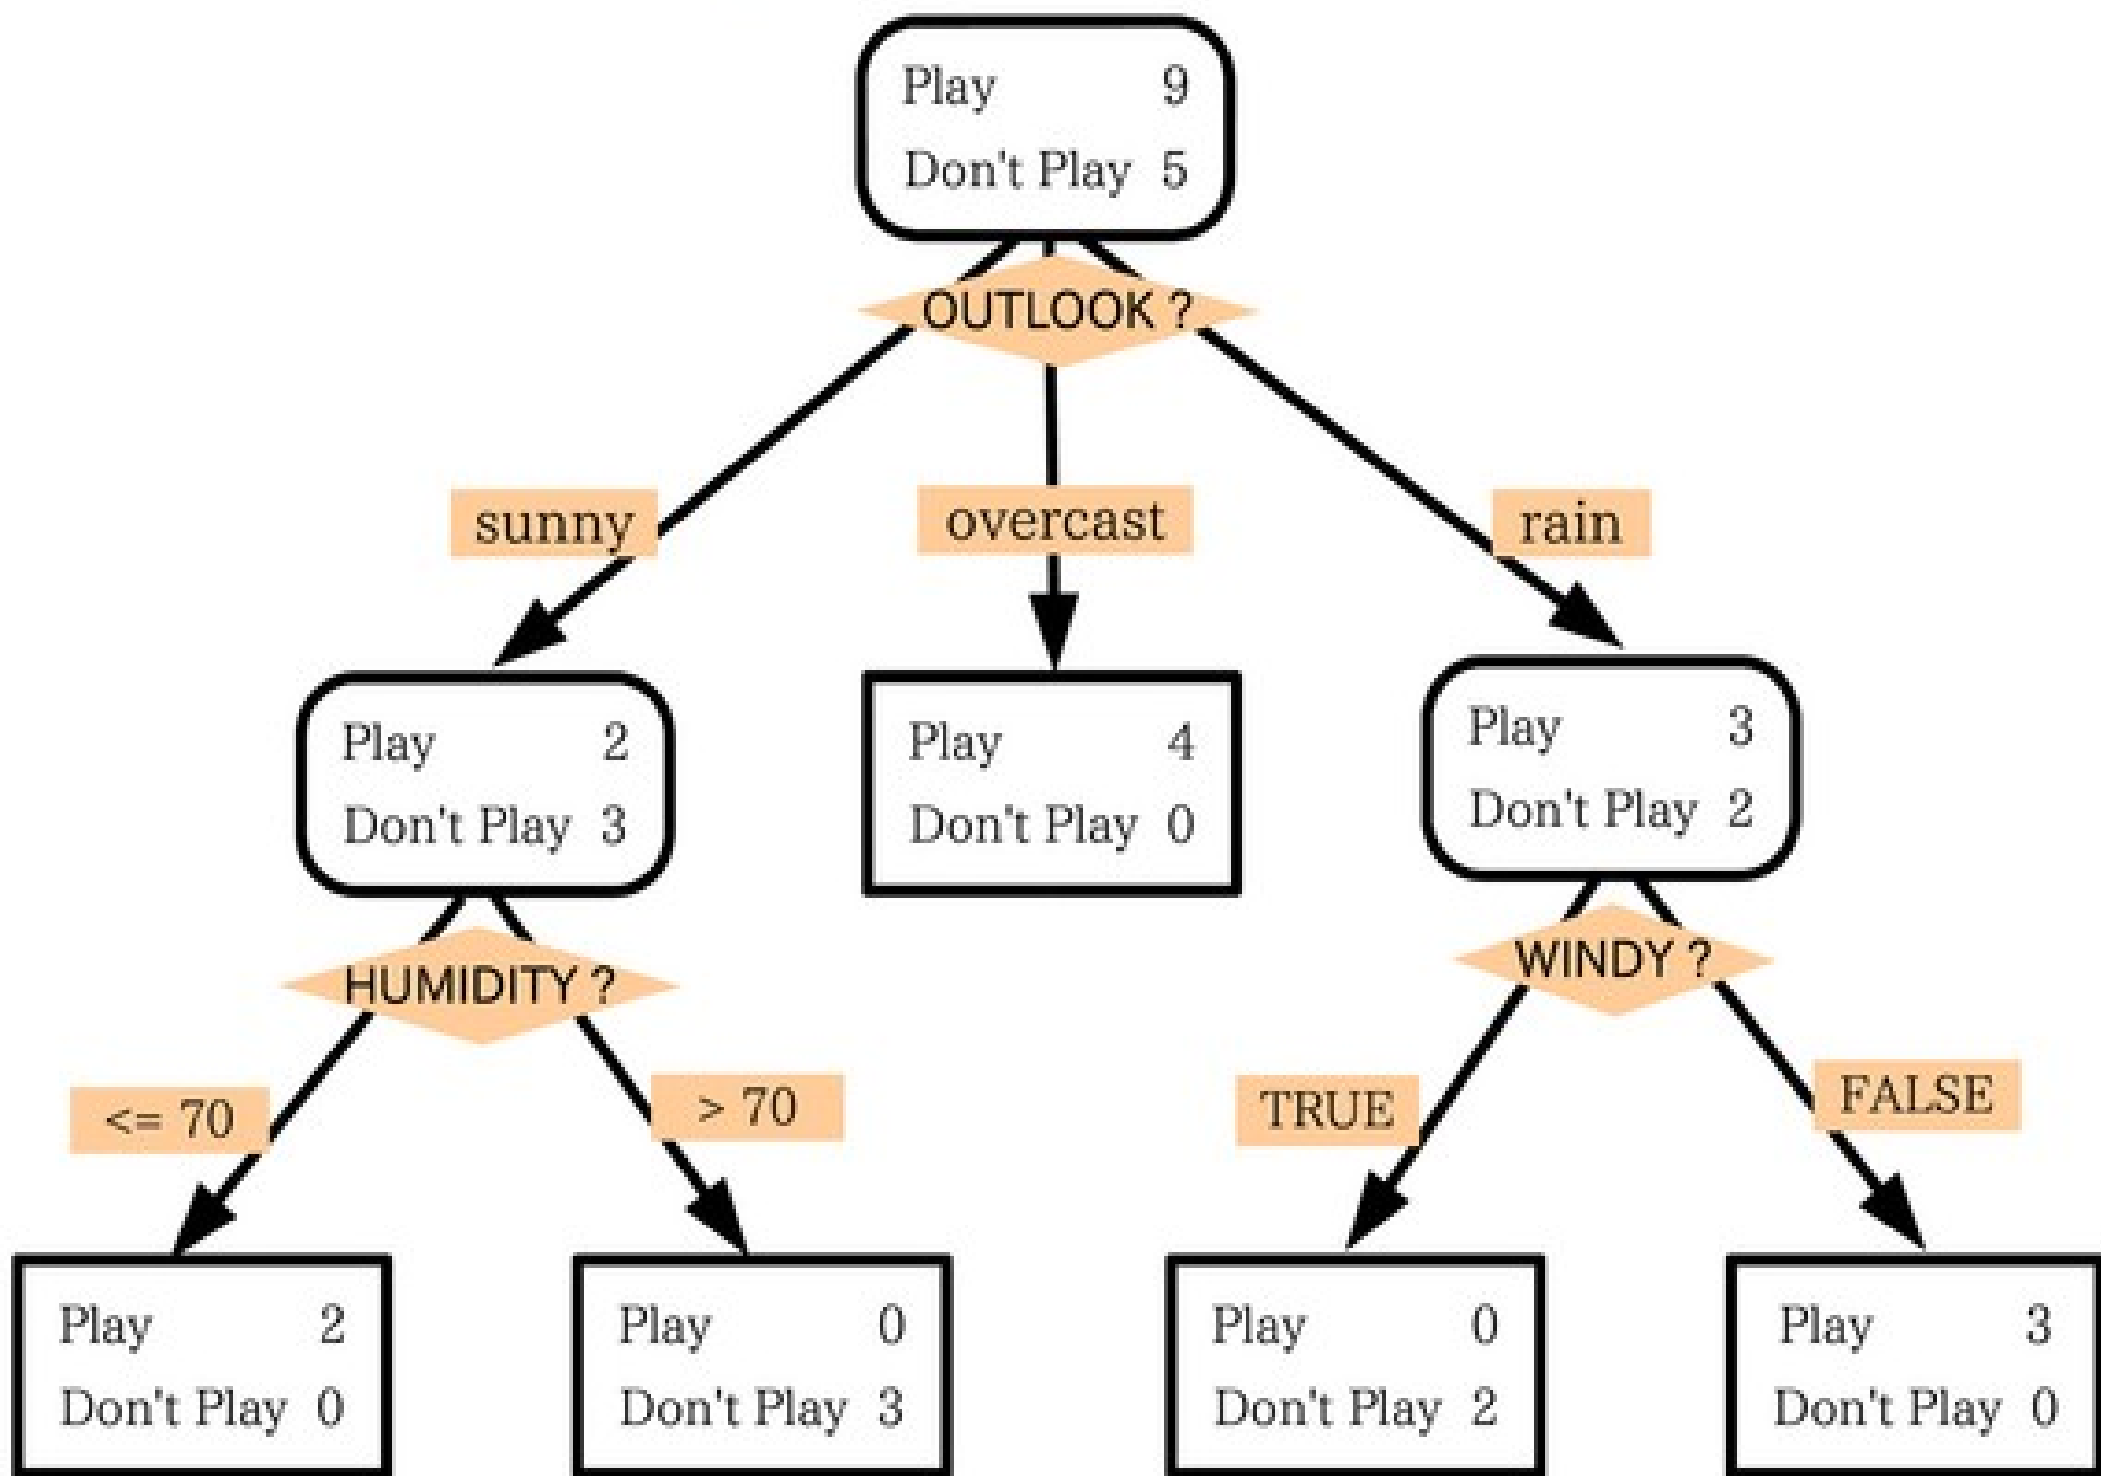 Play 9
Don't Play 5
OUTLOOK ?
sunny
overcast
rain
Play 2
Don't Play 3
Play 4
Don't Play 0
Play 3
Don't Play 2
HUMIDITY ?
WINDY ?
<= 70
> 70
TRUE
FALSE
Play 2
Don't Play 0
Play 0
Don't Play 3
Play 0
Don't Play 2
Play 3
Don't Play 0